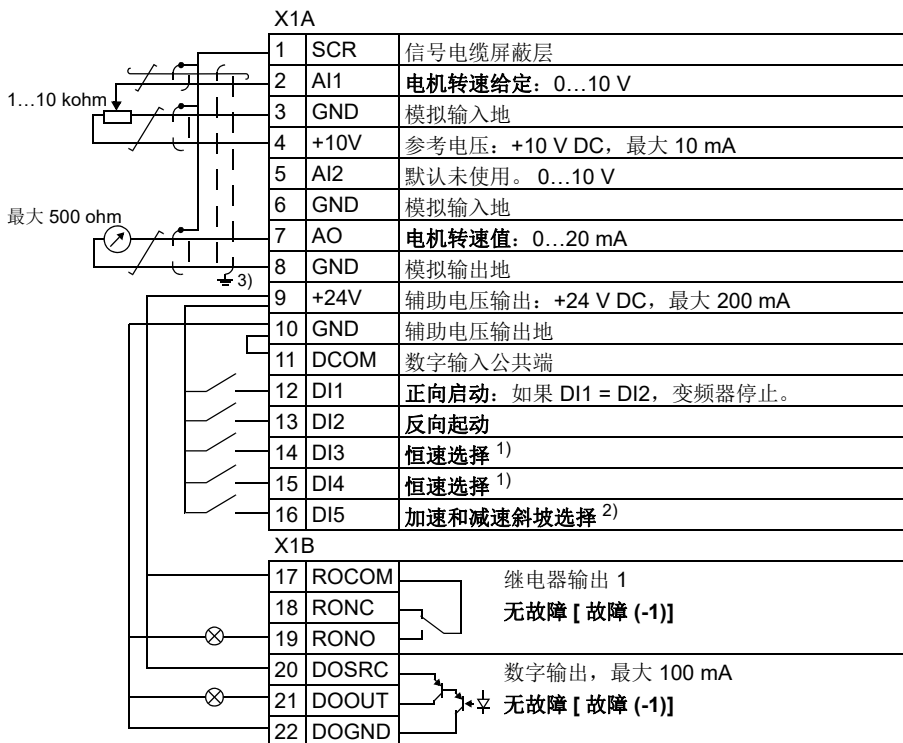 X1A
1 SCR 信号电缆屏蔽层
2 AI1 电机转速给定：0…10 V
1…10 kohm
3 GND 模拟输入地
4 +10V 参考电压：+10 V DC，最大 10 mA
5 AI2 默认未使用。 0…10 V
6 GND 模拟输入地
最大 500 ohm
7 AO 电机转速值：0…20 mA
8 GND 模拟输出地
3)
9 +24V 辅助电压输出：+24 V DC，最大 200 mA
10 GND 辅助电压输出地
11 DCOM 数字输入公共端
12 DI1 正向启动：如果 DI1 = DI2，变频器停止。
13 DI2 反向起动
14 DI3 恒速选择 1)
15 DI4 恒速选择 1)
16 DI5 加速和减速斜坡选择 2)
X1B
17 ROCOM 继电器输出 1
18 RONC 无故障 [ 故障 (-1)]
19 RONO
20 DOSRC 数字输出，最大 100 mA
21 DOOUT 无故障 [ 故障 (-1)]
22 DOGND